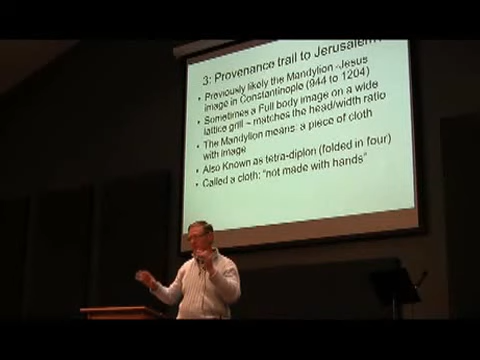 3: Provenance trail to Jerusalem?
• Previously likely the Mandylion -Jesus
image in Constantinople (944 to 1204)
• Sometimes a Full body image on a wide
lattice grill ~ matches the head/width ratio
• The Mandylion means: a piece of cloth
with image
• Also Known as tetra-diplon (folded in four)
• Called a cloth: "not made with hands"